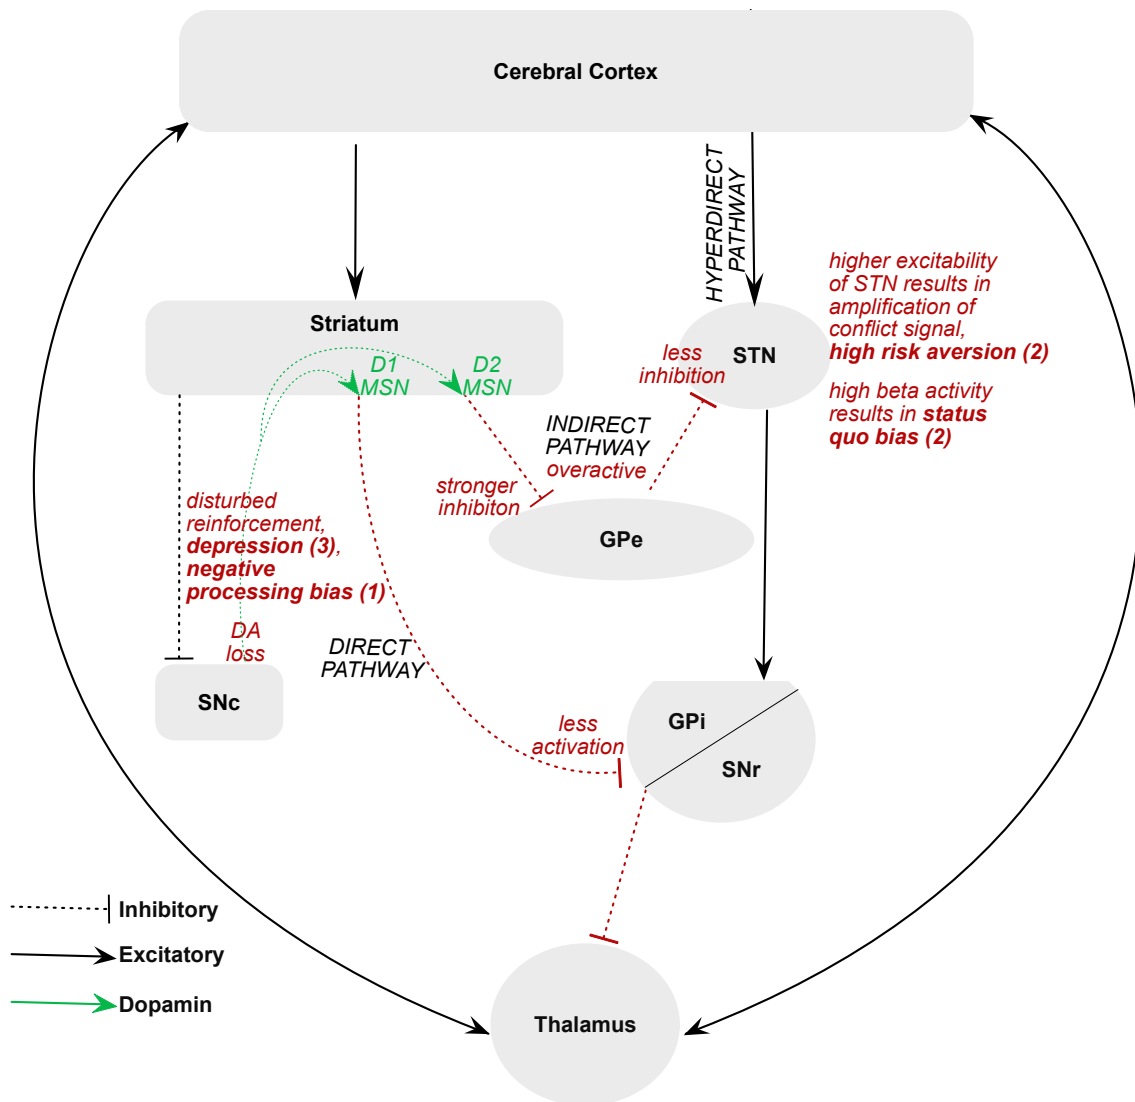 Cerebral Cortex
HYPERDIRECT
PATHWAY
higher excitability
of STN results in
amplification of
conflict signal,
high risk aversion (2)
high beta activity
results in status
quo bias (2)
Striatum
D1
MSN
D2
MSN
less
inhibition
STN
INDIRECT
PATHWAY
overactive
stronger
inhibiton
GPe
disturbed
reinforcement,
depression (3),
negative
processing bias (1)
DA
loss
SNc
DIRECT
PATHWAY
less
activation
GPi
SNr
Inhibitory
Excitatory
Dopamin
Thalamus